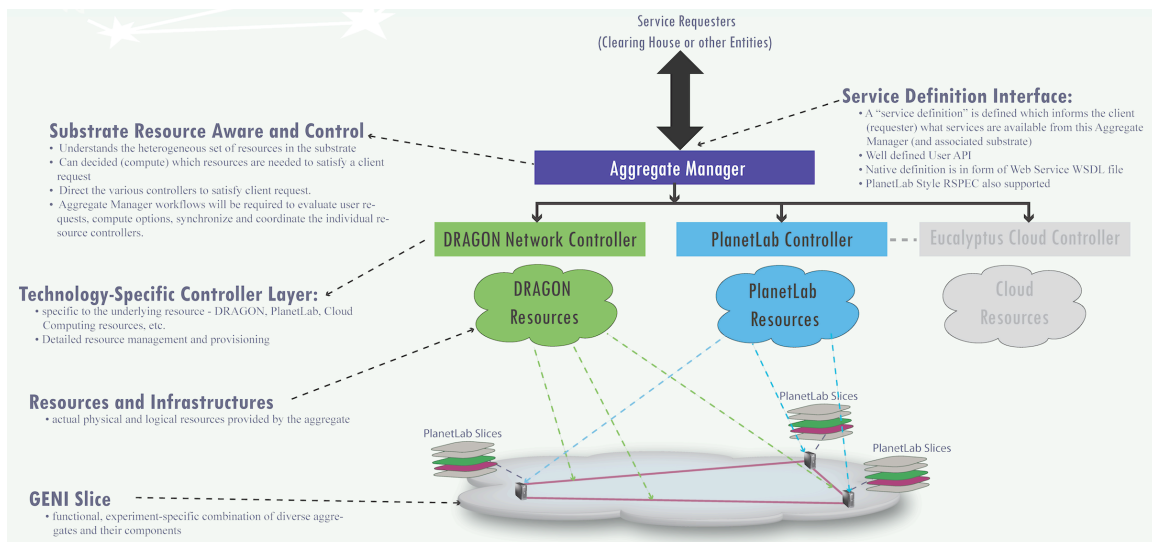 Service Requesters
(Clearing House or other Entities)
Service Definition Interface:
• A “service definition” is defined which informs the client
(requester) what services are available from this Aggregate
Manager (and associated substrate)
• Well defined User API
• Native definition is in form of Web Service WSDL file
• PlanetLab Style RSPEC also supported
Substrate Resource Aware and Control
• Understands the heterogeneous set of resources in the substrate
• Can decided (compute) which resources are needed to satisfy a client
request
• Direct the various controllers to satisfy client request.
• Aggregate Manager workflows will be required to evaluate user re-
quests, compute options, synchronize and coordinate the individual re-
source controllers.
Aggregate Manager
DRAGON Network Controller
PlanetLab Controller
Eucalyptus Cloud Controller
Technology-Specific Controller Layer:
• specific to the underlying resource - DRAGON, PlanetLab, Cloud
Computing resources, etc.
• Detailed resource management and provisioning
DRAGON
Resources
PlanetLab
Resources
Cloud
Resources
Resources and Infrastructures
• actual physical and logical resources provided by the aggregate
PlanetLab Slices
PlanetLab Slices
PlanetLab Slices
GENI Slice
• functional, experiment-specific combination of diverse aggre-
gates and their components